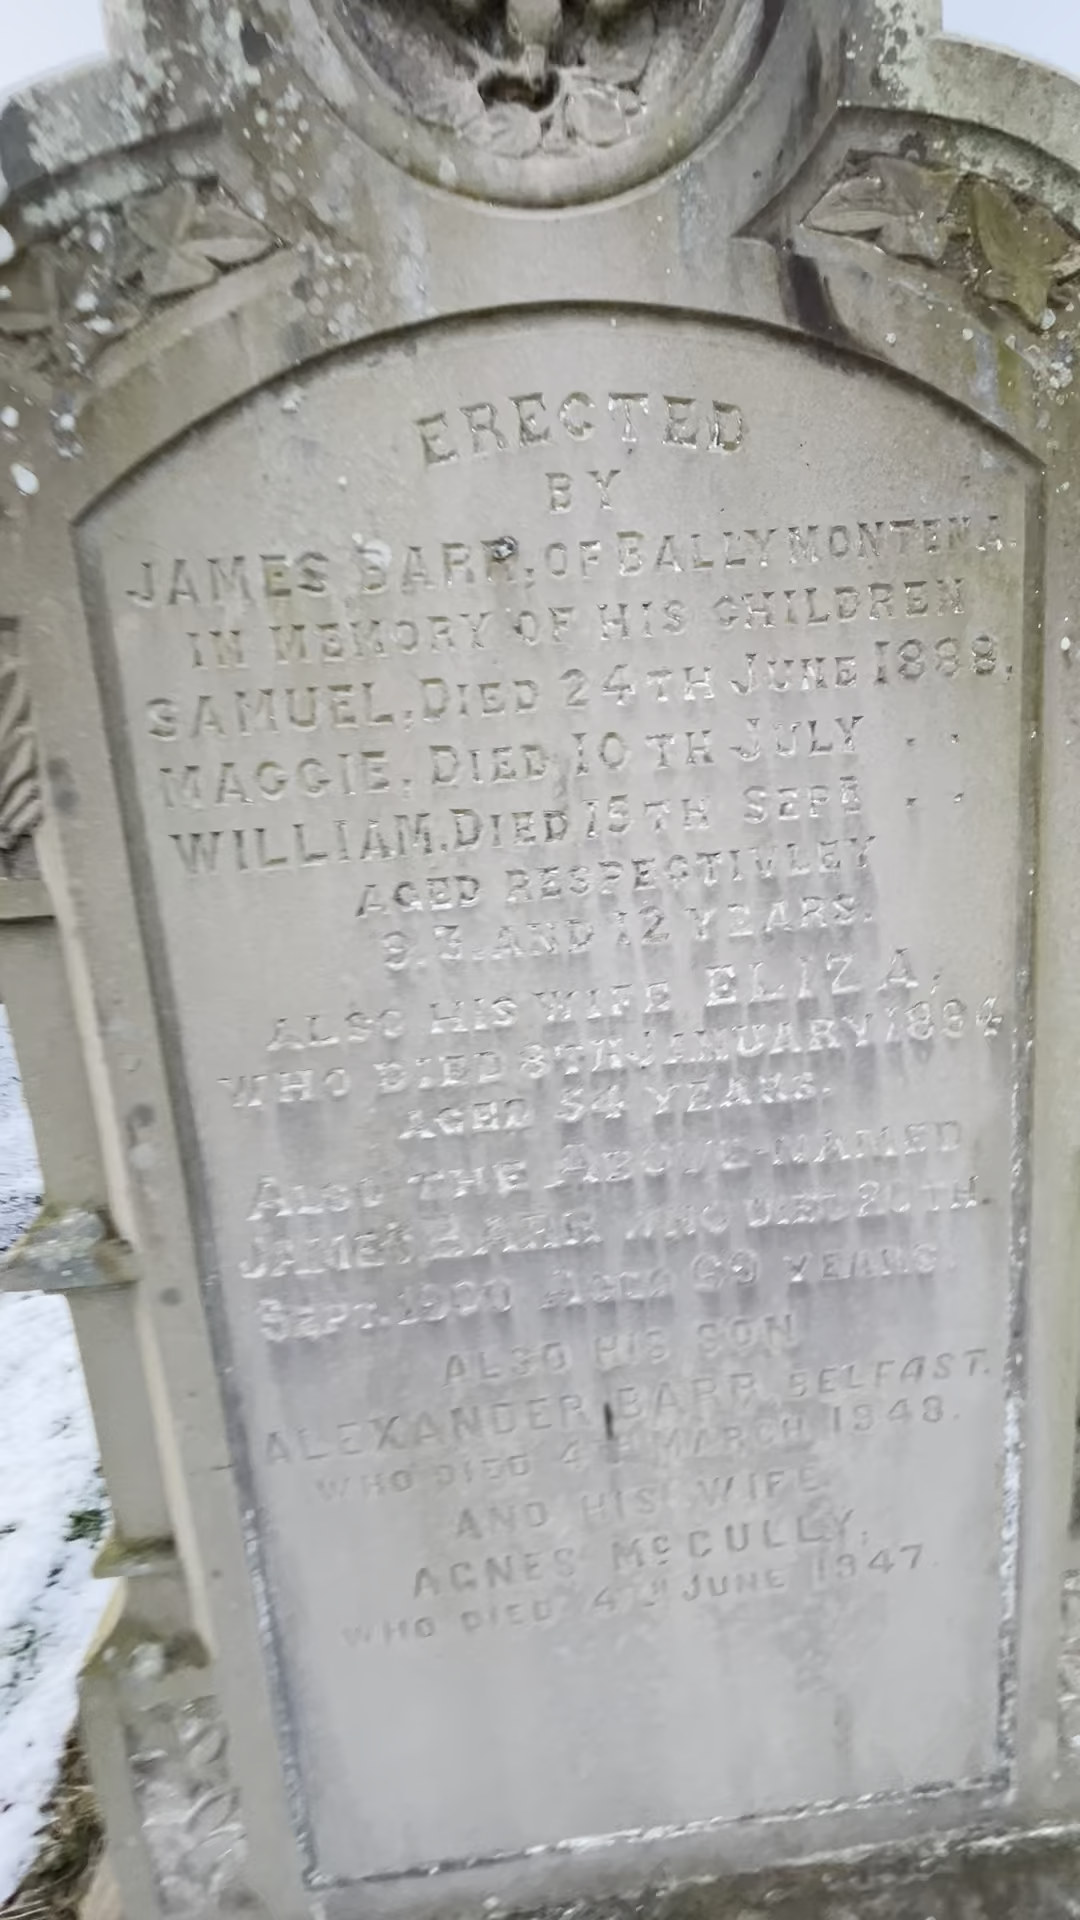 ERECTED
BY
JAMES BARR, OF BALLYMONTENA.
IN MEMORY OF HIS CHILDREN
SAMUEL, DIED 24TH JUNE 1888,
MAGGIE, DIED 10TH JULY . .
WILLIAM, DIED 15TH SEPT . .
AGED RESPECTIVLEY
AND 12 YEARS.
ALSO HIS WIFE ELIZA,
WHO DIED 8TH JANUARY 1894
AGED 54 YEARS.
ALSO THE ABOVE-NAMED
JAMES BARR WHO DIED
SEPT. 1900 AGED 69 YEARS.
ALSO HIS SON
ALEXANDER BARR BELFAST.
WHO DIED 4TH MARCH 1948.
AND HIS WIFE
AGNES McCULLY,
WHO DIED 4TH JUNE 1947.